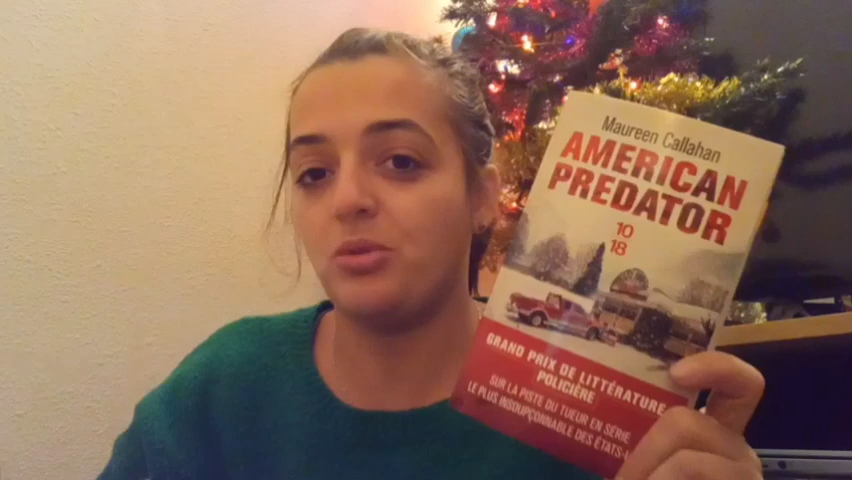 Maureen Callahan
AMERICAN
PREDATOR
10
18
GRAND PRIX DE LITTÉRATURE
POLICIÈRE
SUR LA PISTE DU TUEUR EN SÉRIE
LE PLUS INSOUPÇONNABLE DES ÉTATS-